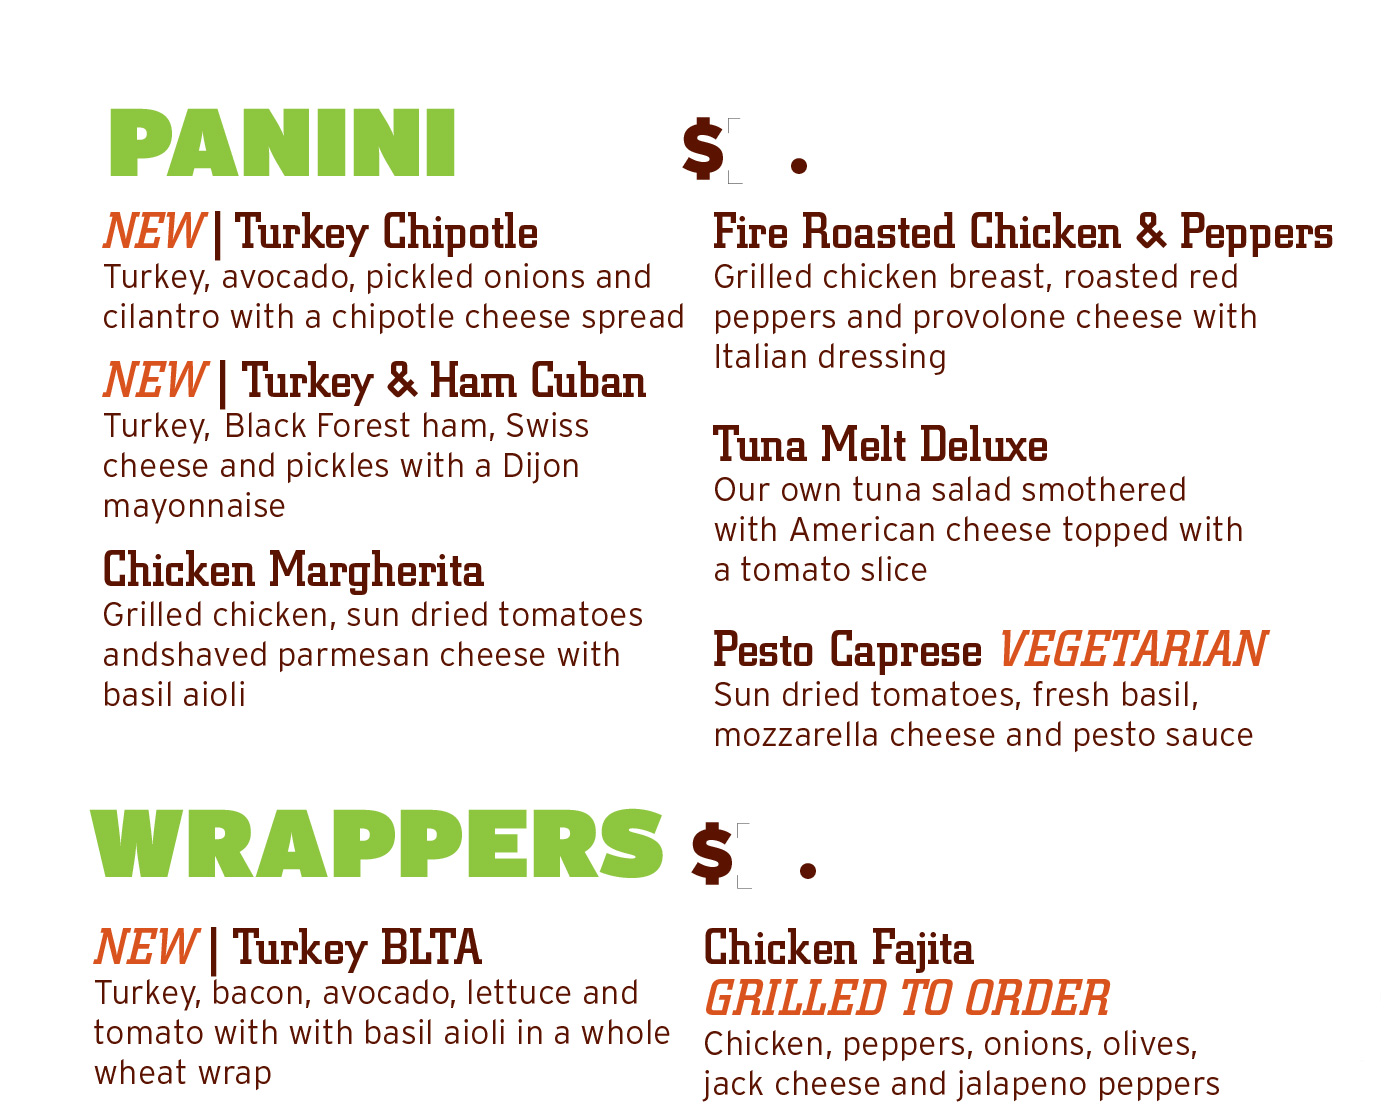 PANINI
$ .
NEW | Turkey Chipotle
Turkey, avocado, pickled onions and
cilantro with a chipotle cheese spread
NEW | Turkey & Ham Cuban
Turkey, Black Forest ham, Swiss
cheese and pickles with a Dijon
mayonnaise
Chicken Margherita
Grilled chicken, sun dried tomatoes
andshaved parmesan cheese with
basil aioli
Fire Roasted Chicken & Peppers
Grilled chicken breast, roasted red
peppers and provolone cheese with
Italian dressing
Tuna Melt Deluxe
Our own tuna salad smothered
with American cheese topped with
a tomato slice
Pesto Caprese VEGETARIAN
Sun dried tomatoes, fresh basil,
mozzarella cheese and pesto sauce
WRAPPERS $ .
NEW | Turkey BLTA
Turkey, bacon, avocado, lettuce and
tomato with with basil aioli in a whole
wheat wrap
Chicken Fajita
GRILLED TO ORDER
Chicken, peppers, onions, olives,
jack cheese and jalapeno peppers